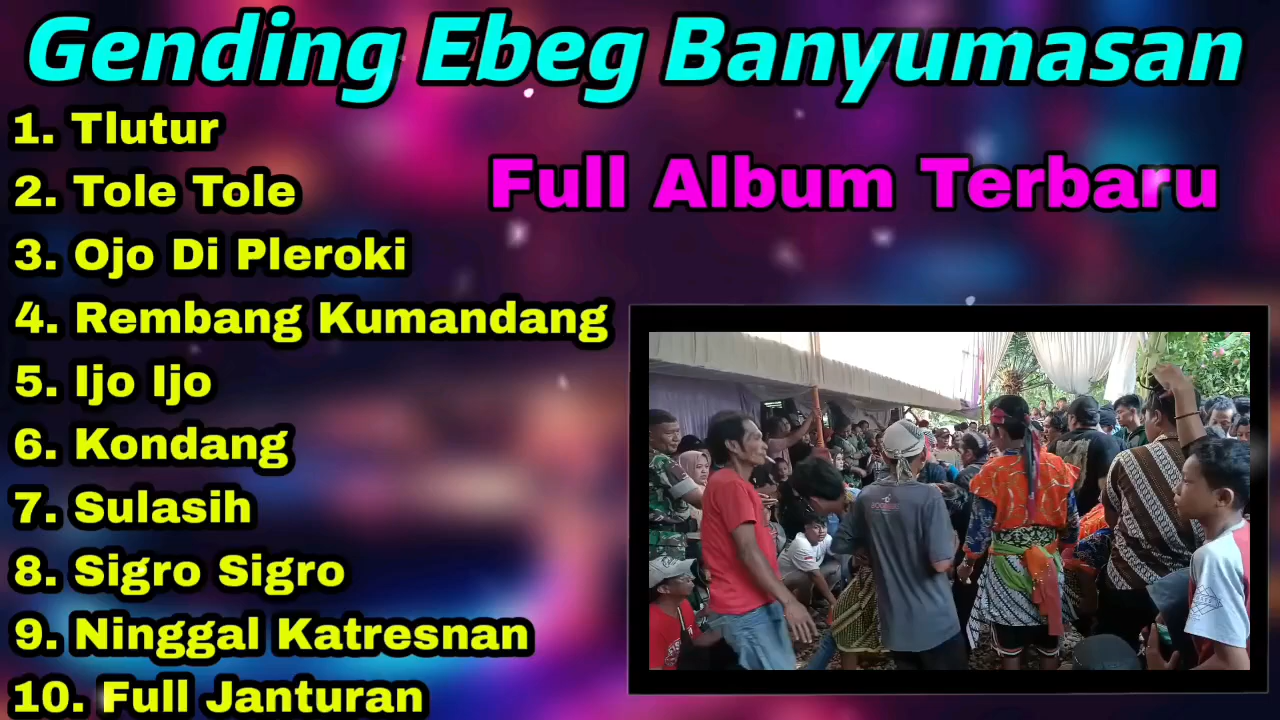 Gending Ebeg Banyumasan
Full Album Terbaru
1. Tlutur
2. Tole Tole
3. Ojo Di Pleroki
4. Rembang Kumandang
5. Ijo Ijo
6. Kondang
7. Sulasih
8. Sigro Sigro
9. Ninggal Katresnan
10. Full Janturan